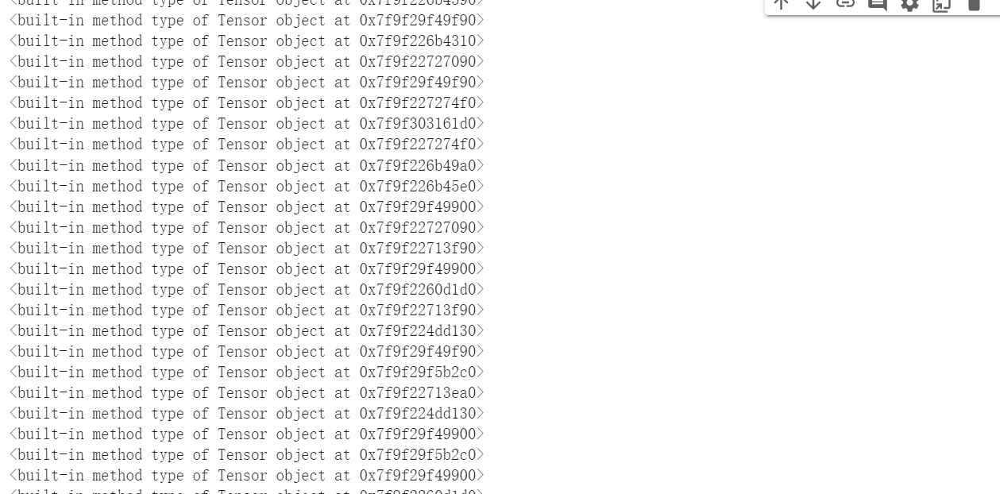 <built-in method type of Tensor object at 0x7f9f226b4590>
<built-in method type of Tensor object at 0x7f9f29f49f90>
<built-in method type of Tensor object at 0x7f9f226b4310>
<built-in method type of Tensor object at 0x7f9f22727090>
<built-in method type of Tensor object at 0x7f9f29f49f90>
<built-in method type of Tensor object at 0x7f9f227274f0>
<built-in method type of Tensor object at 0x7f9f303161d0>
<built-in method type of Tensor object at 0x7f9f227274f0>
<built-in method type of Tensor object at 0x7f9f226b49a0>
<built-in method type of Tensor object at 0x7f9f226b45e0>
<built-in method type of Tensor object at 0x7f9f29f49900>
<built-in method type of Tensor object at 0x7f9f22727090>
<built-in method type of Tensor object at 0x7f9f22713f90>
<built-in method type of Tensor object at 0x7f9f29f49900>
<built-in method type of Tensor object at 0x7f9f2260d1d0>
<built-in method type of Tensor object at 0x7f9f22713f90>
<built-in method type of Tensor object at 0x7f9f224dd130>
<built-in method type of Tensor object at 0x7f9f29f49f90>
<built-in method type of Tensor object at 0x7f9f29f5b2c0>
<built-in method type of Tensor object at 0x7f9f22713ea0>
<built-in method type of Tensor object at 0x7f9f224dd130>
<built-in method type of Tensor object at 0x7f9f29f49900>
<built-in method type of Tensor object at 0x7f9f29f5b2c0>
<built-in method type of Tensor object at 0x7f9f29f49900>
<built-in method type of Tensor object at 0x7f9f2260d1d0>